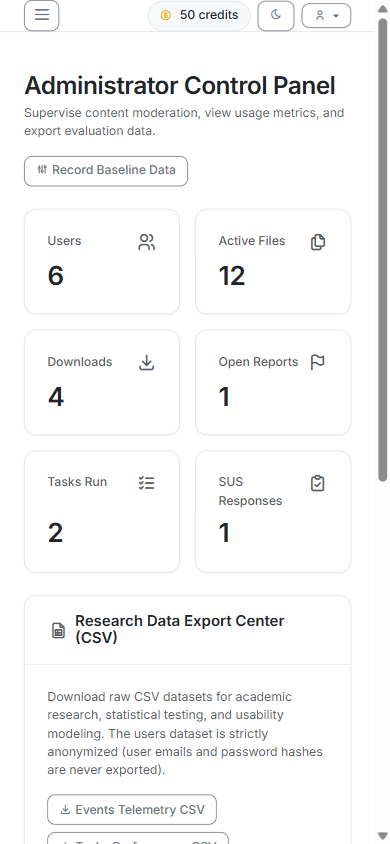 50 credits
Administrator Control Panel
Supervise content moderation, view usage metrics, and
export evaluation data.
Record Baseline Data
Users
6
Active Files
12
Downloads
4
Open Reports
1
Tasks Run
2
SUS
Responses
1
Research Data Export Center
(CSV)
Download raw CSV datasets for academic
research, statistical testing, and usability
modeling. The users dataset is strictly
anonymized (user emails and password hashes
are never exported).
Events Telemetry CSV